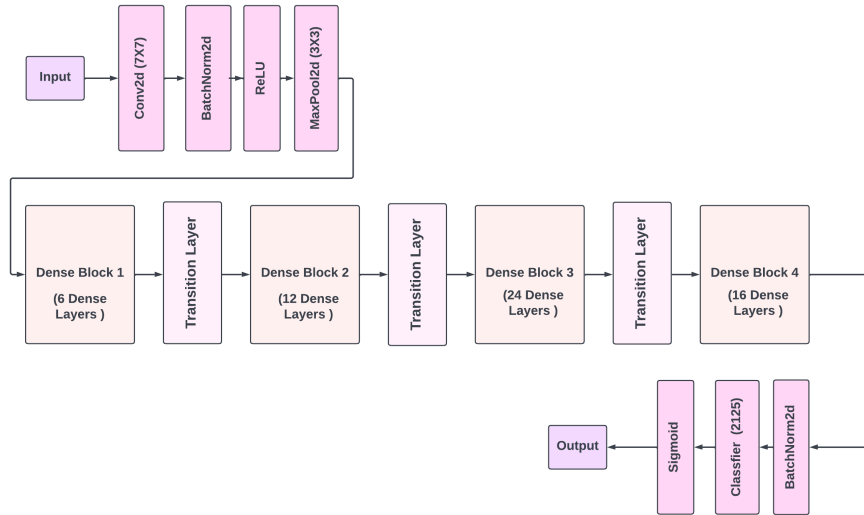 Input
Conv2d (7X7)
BatchNorm2d
ReLU
MaxPool2d (3X3)
Dense Block 1
(6 Dense
Layers )
Transition Layer
Dense Block 2
(12 Dense
Layers )
Transition Layer
Dense Block 3
(24 Dense
Layers )
Transition Layer
Dense Block 4
(16 Dense
Layers )
Output
Sigmoid
Classfier (2125)
BatchNorm2d